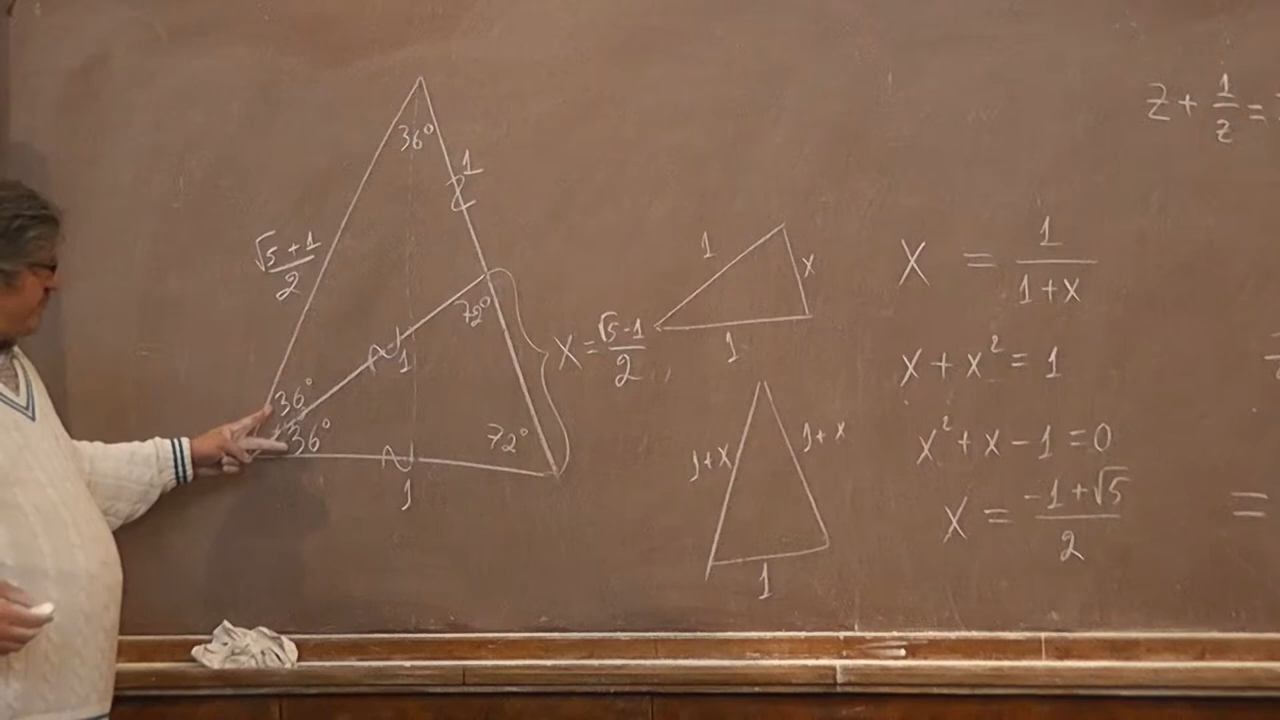 z + 1/z =
36°
1
(√5 + 1)/2
72°
1
x = (√5 - 1)/2
36°
36°
72°
1
1
x
1
1+x
1+x
1
x = 1/(1+x)
x + x² = 1
x² + x - 1 = 0
x = (-1 + √5)/2
=